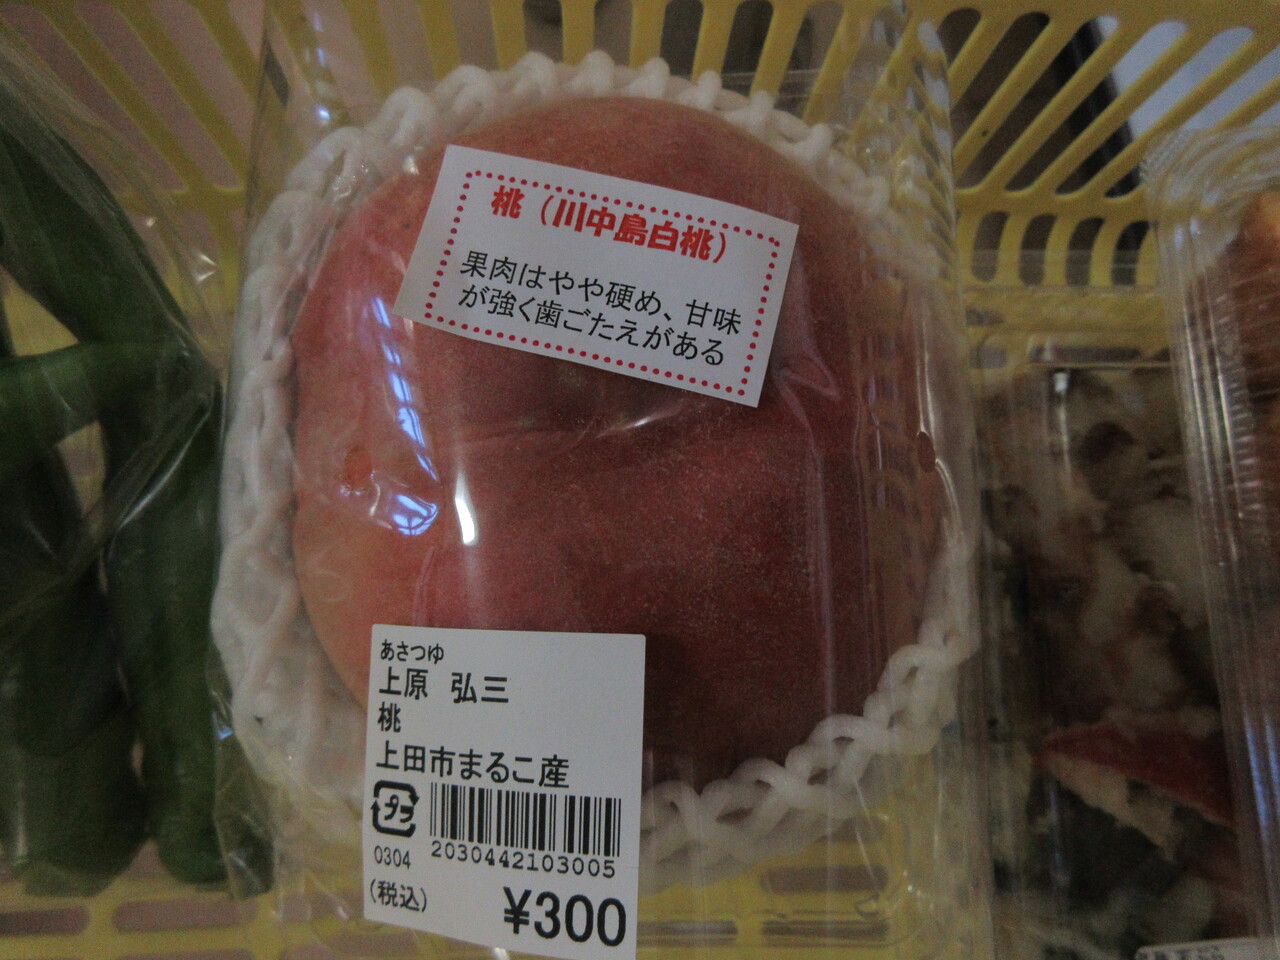 桃（川中島白桃）
果肉はやや硬め、甘味
が強く歯ごたえがある
あさつゆ
上原 弘三
桃
上田市まるこ産
プラ
2030442103005
0304
（税込）
¥300